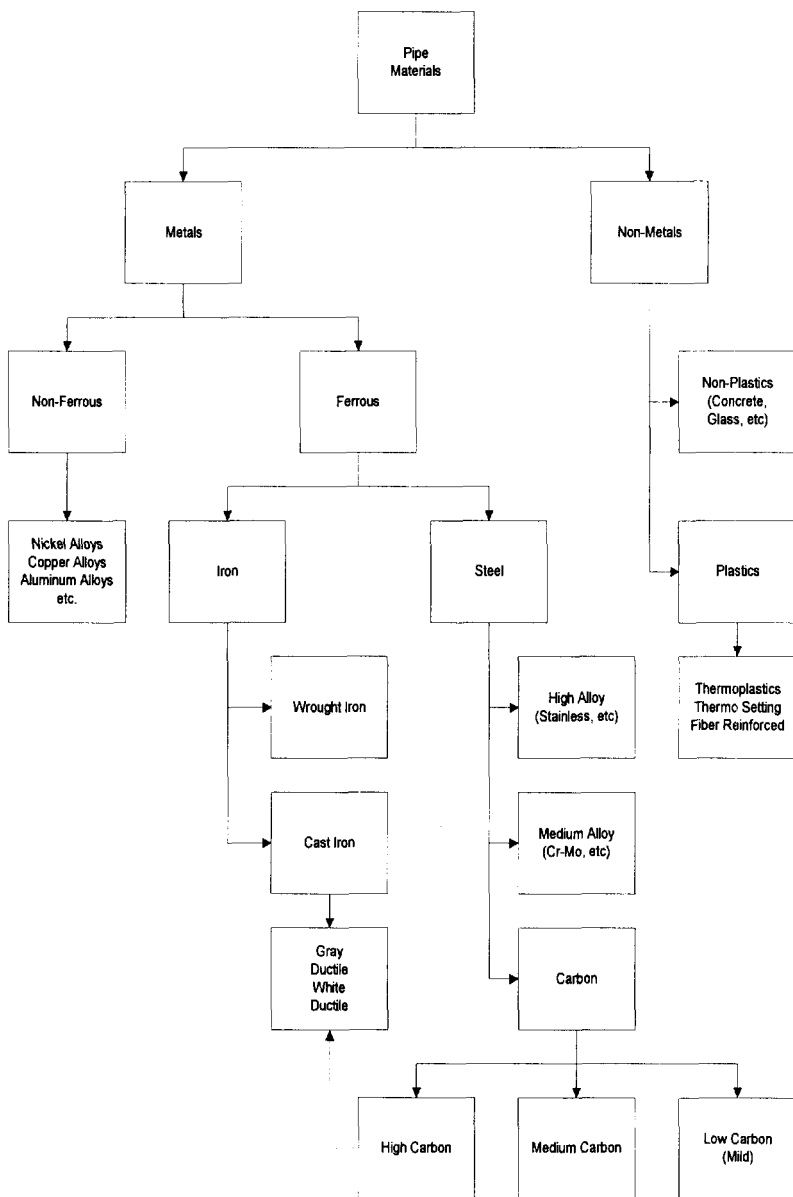 Pipe
Materials
Metals
Non-Metals
Non-Ferrous
Ferrous
Non-Plastics
(Concrete,
Glass, etc)
Nickel Alloys
Copper Alloys
Aluminum Alloys
etc.
Iron
Steel
Plastics
Wrought Iron
High Alloy
(Stainless, etc)
Thermoplastics
Thermo Setting
Fiber Reinforced
Cast Iron
Medium Alloy
(Cr-Mo, etc)
Gray
Ductile
White
Ductile
Carbon
High Carbon
Medium Carbon
Low Carbon
(Mild)